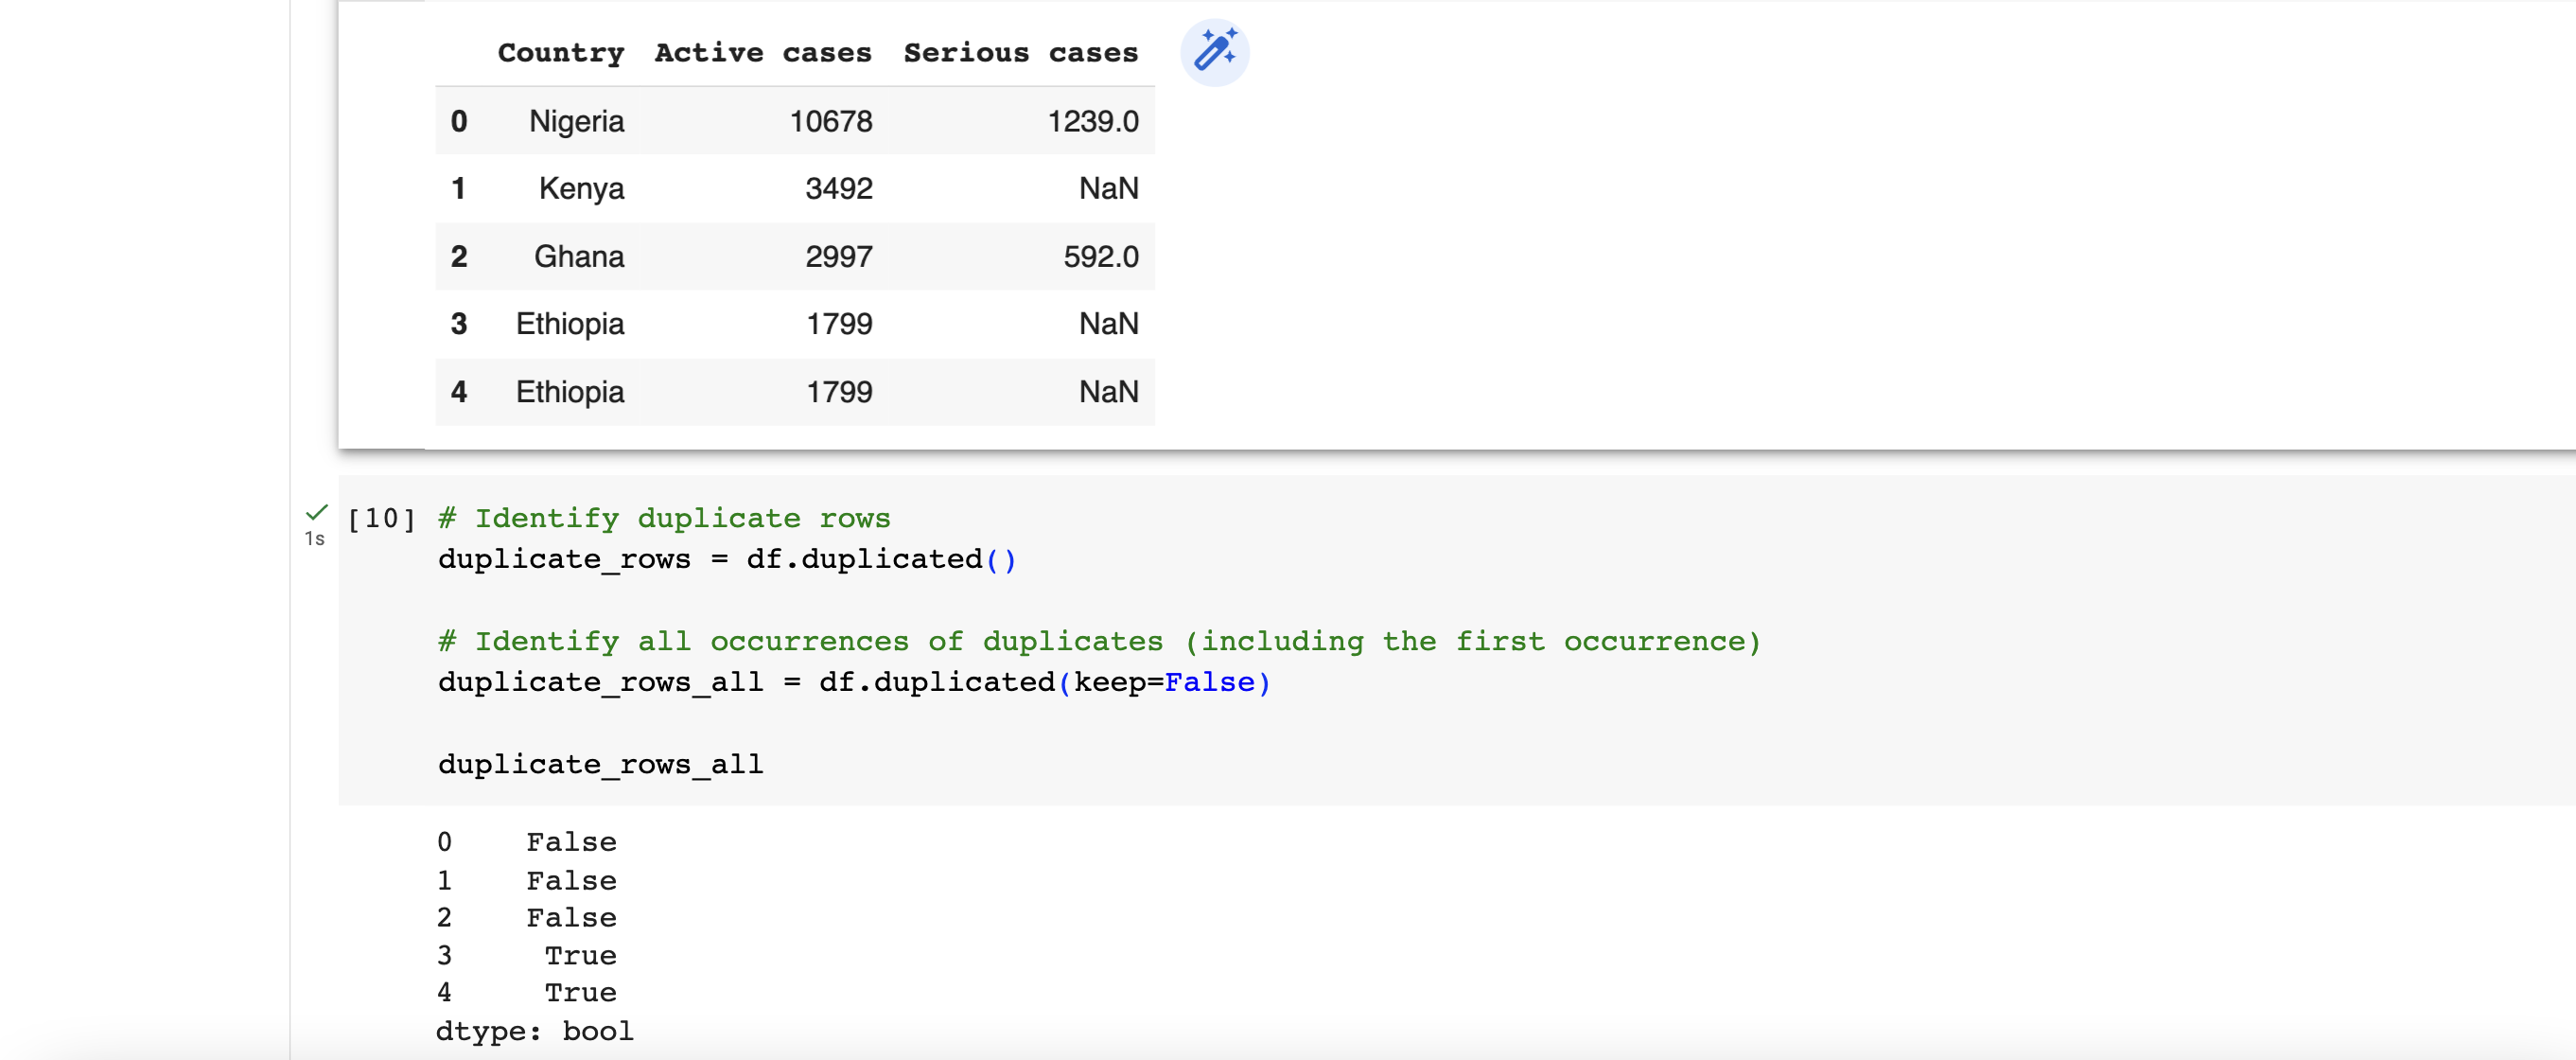 Country Active cases Serious cases
0 Nigeria 10678 1239.0
1 Kenya 3492 NaN
2 Ghana 2997 592.0
3 Ethiopia 1799 NaN
4 Ethiopia 1799 NaN
[10] # Identify duplicate rows
1s
duplicate_rows = df.duplicated()
# Identify all occurrences of duplicates (including the first occurrence)
duplicate_rows_all = df.duplicated(keep=False)
duplicate_rows_all
0 False
1 False
2 False
3 True
4 True
dtype: bool